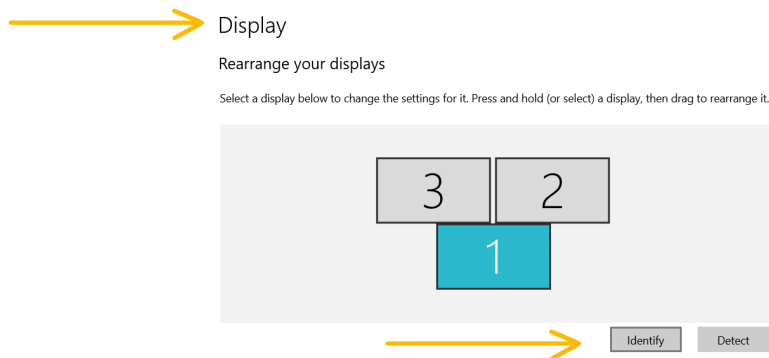 Display
Rearrange your displays
Select a display below to change the settings for it. Press and hold (or select) a display, then drag to rearrange it.
3 2
1
Identify Detect